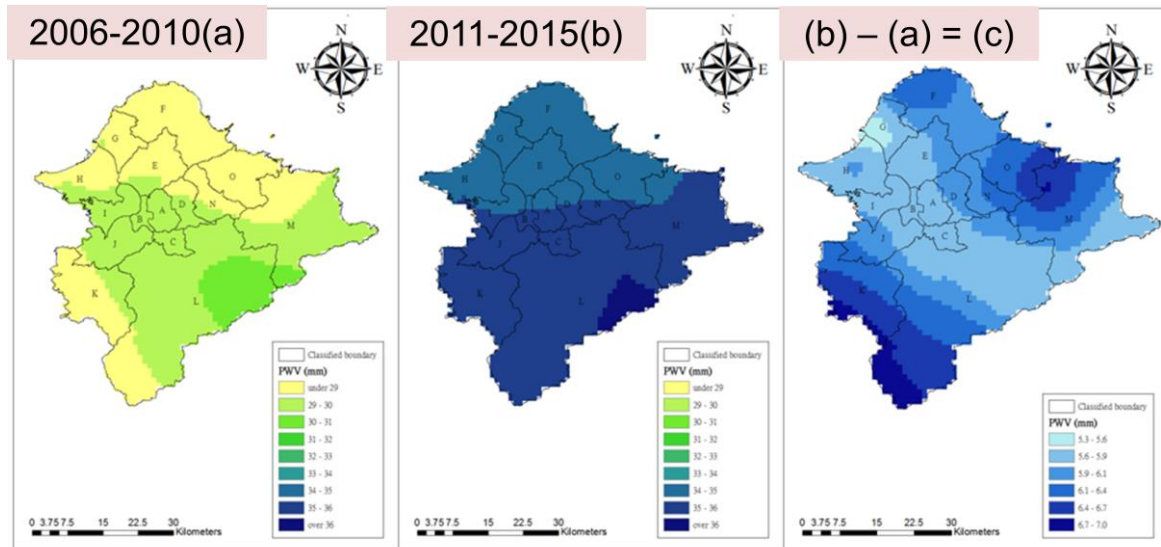 2006-2010(a)
2011-2015(b)
(b) – (a) = (c)
N
W E
S
F
G
E
H
O
I
A
D
N
B
M
J
C
K
L
Classified boundary
PWV (mm)
under 29
29 - 30
30 - 31
31 - 32
32 - 33
33 - 34
34 - 35
35 - 36
over 36
0 3.75 7.5 15 22.5 30
Kilometers
N
W E
S
F
G
E
H
O
I
A
D
N
B
M
J
C
K
L
Classified boundary
PWV (mm)
under 29
29 - 30
30 - 31
31 - 32
32 - 33
33 - 34
34 - 35
35 - 36
over 36
0 3.75 7.5 15 22.5 30
Kilometers
N
W E
S
F
G
E
H
O
I
A
D
N
B
M
J
C
K
L
Classified boundary
PWV (mm)
5.3 - 5.6
5.6 - 5.9
5.9 - 6.1
6.1 - 6.4
6.4 - 6.7
6.7 - 7.0
0 3.75 7.5 15 22.5 30
Kilometers